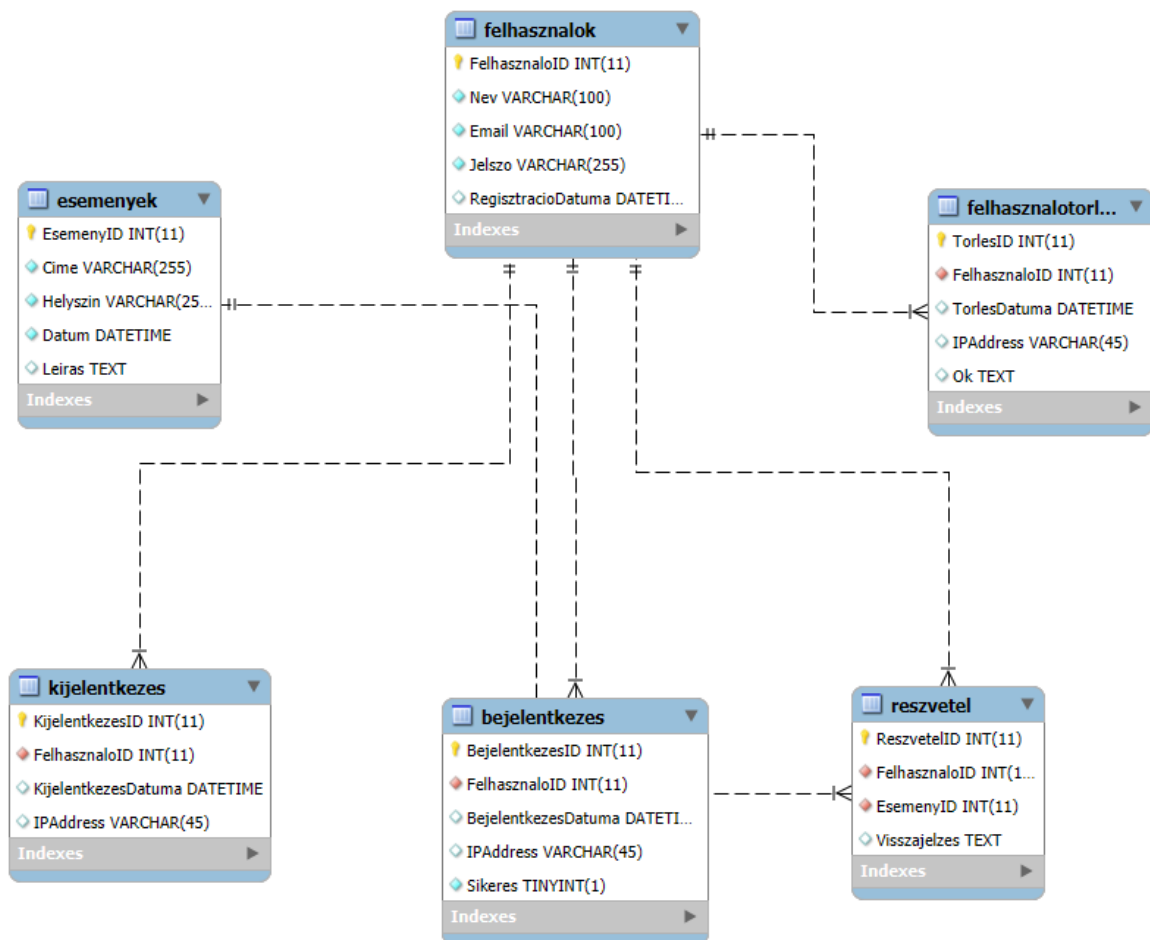 felhasznalok
FelhasznaloID INT(11)
Nev VARCHAR(100)
Email VARCHAR(100)
Jelszo VARCHAR(255)
RegisztracioDatuma DATETI...
Indexes
esemenyek
EsemenyID INT(11)
Cime VARCHAR(255)
Helyszin VARCHAR(25...
Datum DATETIME
Leiras TEXT
Indexes
felhasznalotorl...
TorlesID INT(11)
FelhasznaloID INT(11)
TorlesDatuma DATETIME
IPAddress VARCHAR(45)
Ok TEXT
Indexes
kijelentkezes
KijelentkezesID INT(11)
FelhasznaloID INT(11)
KijelentkezesDatuma DATETIME
IPAddress VARCHAR(45)
Indexes
bejelentkezes
BejelentkezesID INT(11)
FelhasznaloID INT(11)
BejelentkezesDatuma DATETI...
IPAddress VARCHAR(45)
Sikeres TINYINT(1)
Indexes
reszvetel
ReszvetelID INT(11)
FelhasznaloID INT(1...
EsemenyID INT(11)
Visszajelzes TEXT
Indexes